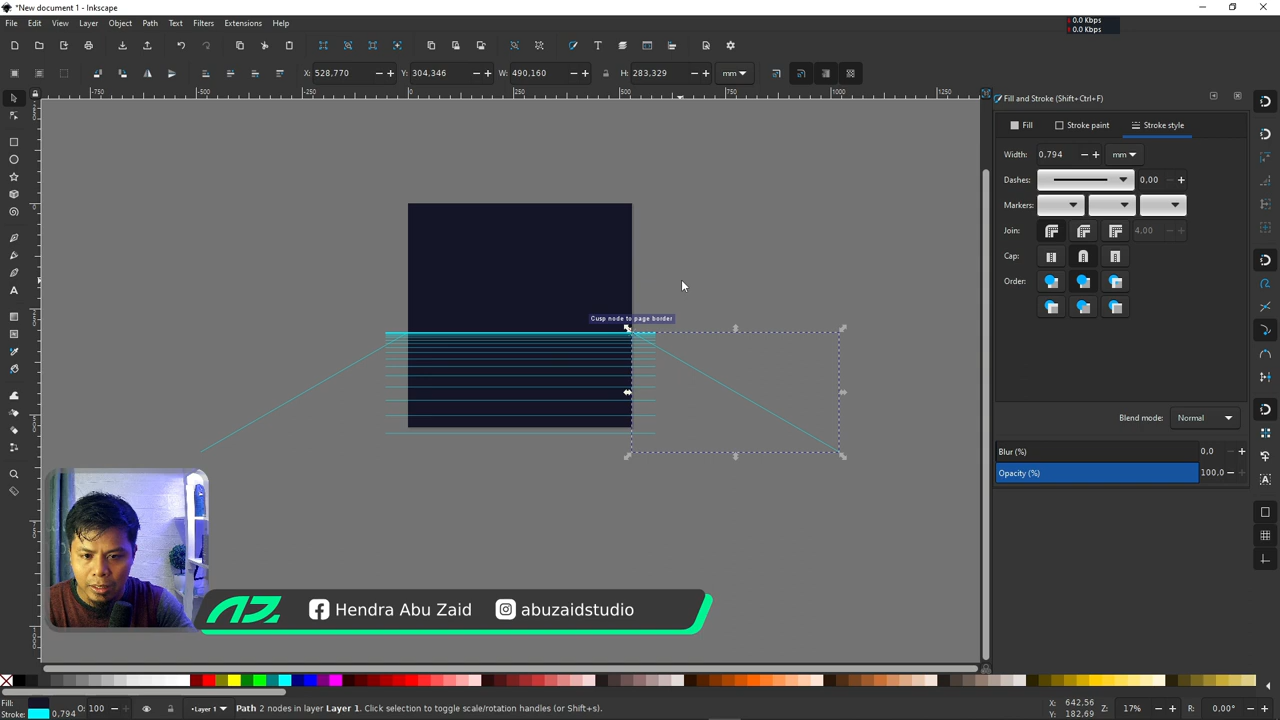 *New document 1 - Inkscape
File Edit View Layer Object Path Text Filters Extensions Help
0.0 Kbps
0.0 Kbps
X: 528,770 Y: 304,346 W: 490,160 H: 283,329 mm
Fill and Stroke (Shift+Ctrl+F)
Fill Stroke paint Stroke style
Width: 0.794 mm
Dashes: 0.00
Markers:
Join: 4.00
Cap:
Order:
Cusp node to page border
Blend mode: Normal
Blur (%) 0,0
Opacity (%) 100.0
AZ Hendra Abu Zaid abuzaidstudio
Fill: O: 100 Layer 1 Path 2 nodes in layer Layer 1. Click selection to toggle scale/rotation handles (or Shift+s). X: 642.56 Z: 17% R: 0,00°
Stroke: 0.794 Y: 182.69